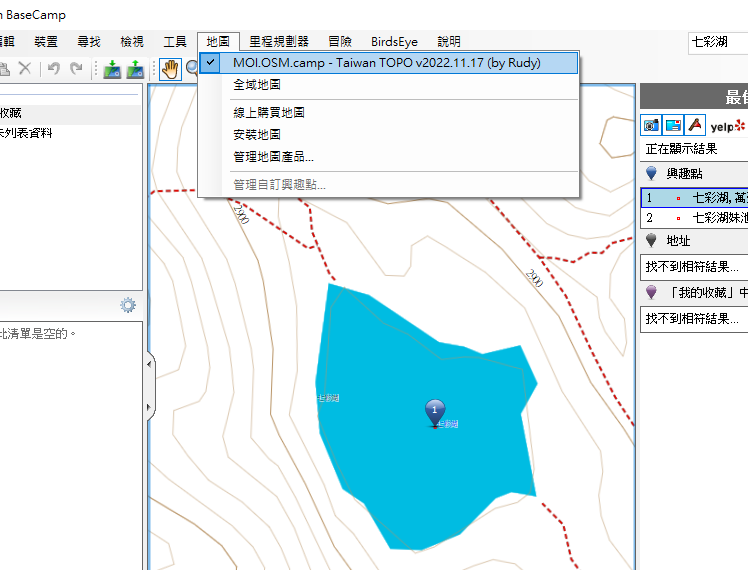 n BaseCamp
編輯 裝置 尋找 檢視 工具 地圖 里程規劃器 冒險 BirdsEye 說明
七彩湖
MOI.OSM.camp - Taiwan TOPO v2022.11.17 (by Rudy)
全域地圖
線上購買地圖
安裝地圖
管理地圖產品...
管理自訂興趣點...
收藏
未列表資料
此清單是空的。
2900
2900
七彩湖
1
七彩湖
最佳
yelp
正在顯示結果
興趣點
1 七彩湖, 萬
2 七彩湖妹池
地址
找不到相符結果...
「我的收藏」中
找不到相符結果...